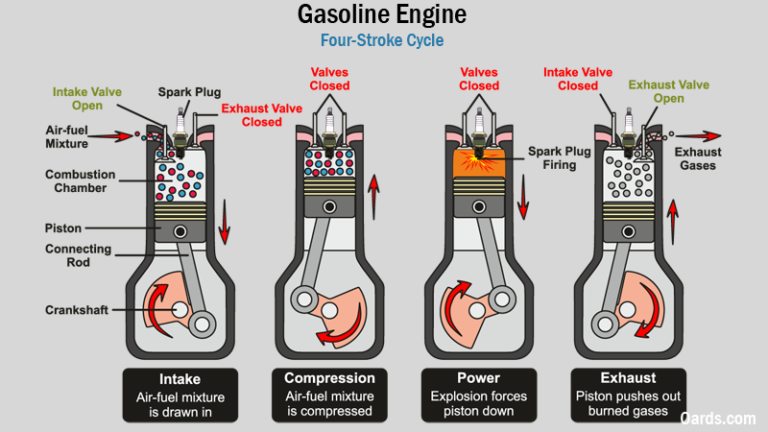 Gasoline Engine
Four-Stroke Cycle
Intake Valve
Open
Spark Plug
Exhaust Valve
Closed
Air-fuel
Mixture
Combustion
Chamber
Piston
Connecting
Rod
Crankshaft
Valves
Closed
Valves
Closed
Spark Plug
Firing
Intake Valve
Closed
Exhaust Valve
Open
Exhaust
Gases
Intake
Air-fuel mixture
is drawn in
Compression
Air-fuel mixture
is compressed
Power
Explosion forces
piston down
Exhaust
Piston pushes out
burned gases
Oards.com